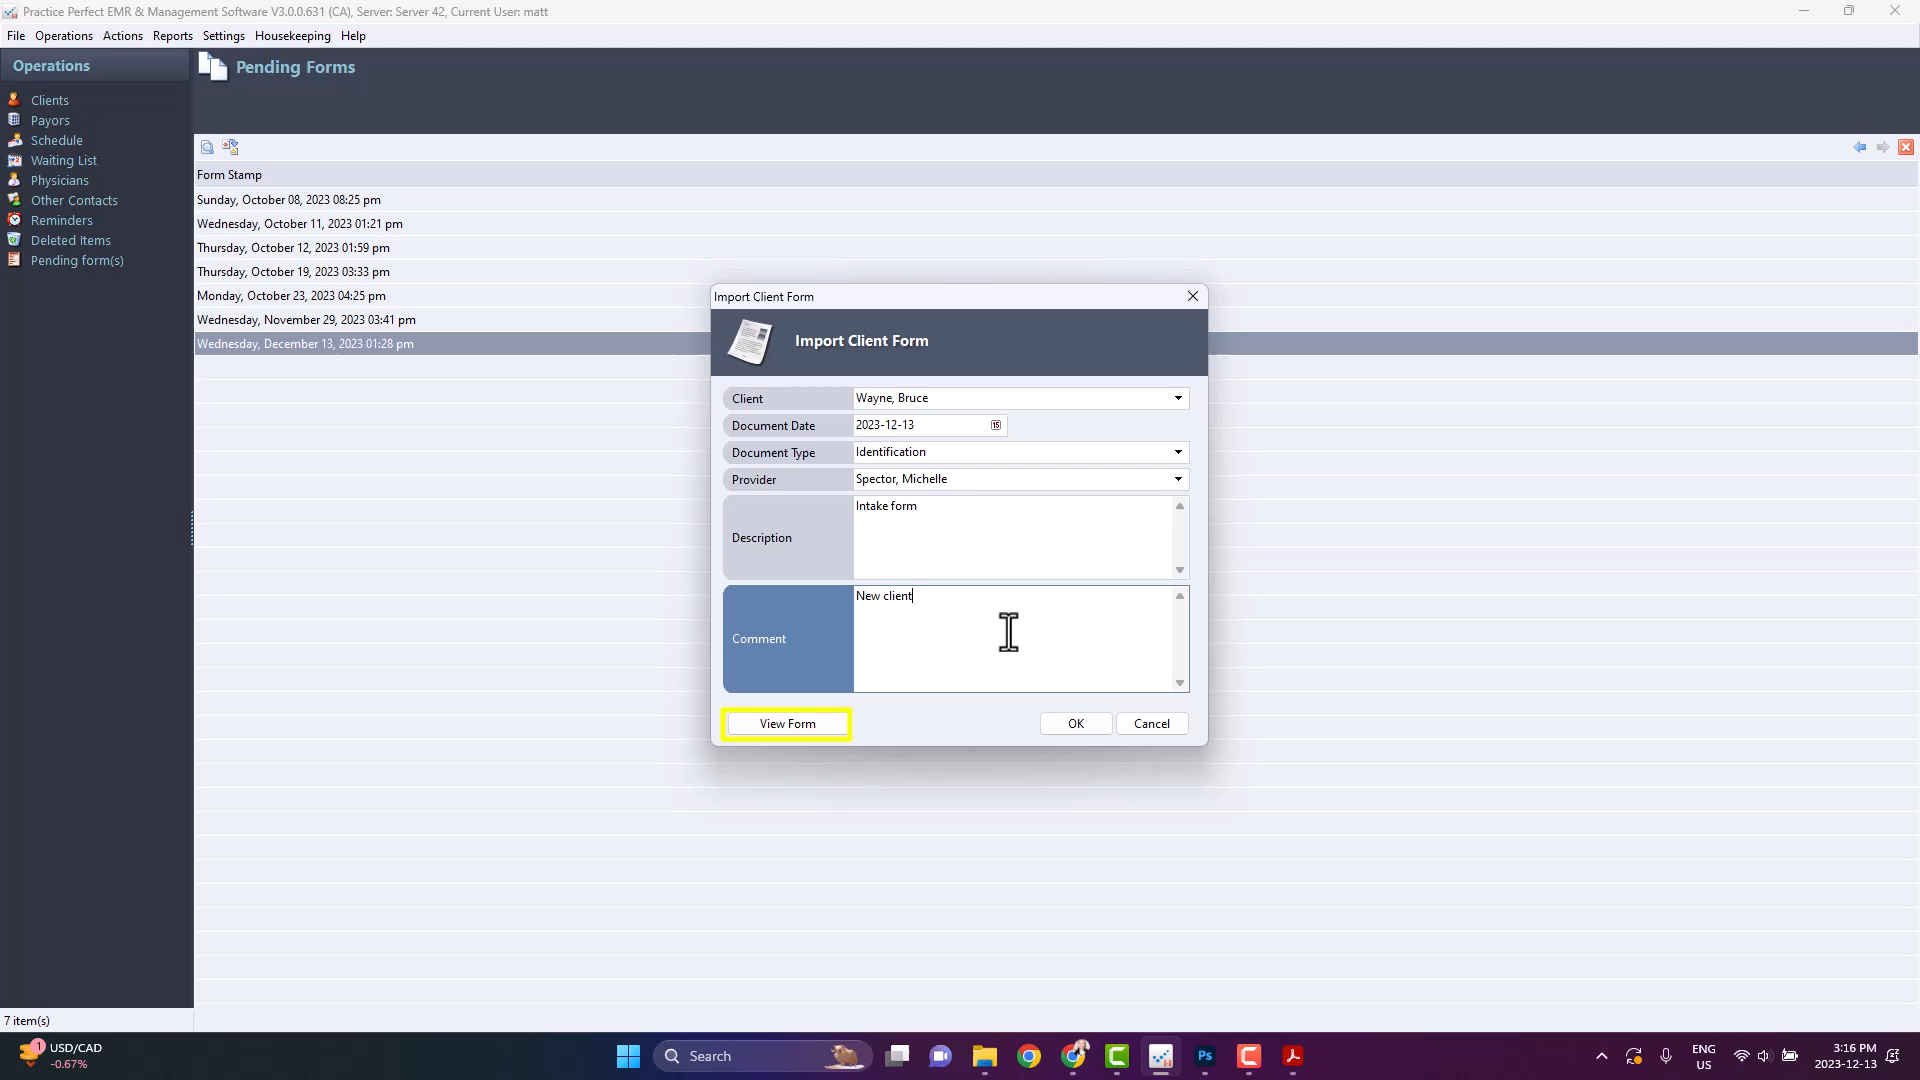 Practice Perfect EMR & Management Software V3.0.0.631 (CA), Server: Server 42, Current User: matt
File Operations Actions Reports Settings Housekeeping Help
Operations
Pending Forms
Clients
Payors
Schedule
Waiting List
Physicians
Other Contacts
Reminders
Deleted Items
Pending form(s)
Form Stamp
Sunday, October 08, 2023 08:25 pm
Wednesday, October 11, 2023 01:21 pm
Thursday, October 12, 2023 01:59 pm
Thursday, October 19, 2023 03:33 pm
Monday, October 23, 2023 04:25 pm
Wednesday, November 29, 2023 03:41 pm
Wednesday, December 13, 2023 01:28 pm
Import Client Form
Import Client Form
Client Wayne, Bruce
Document Date 2023-12-13 15
Document Type Identification
Provider Spector, Michelle
Description Intake form
Comment New client
View Form OK Cancel
7 item(s)
1 USD/CAD
-0.67%
Search
Ps
ENG
US
3:16 PM
2023-12-13